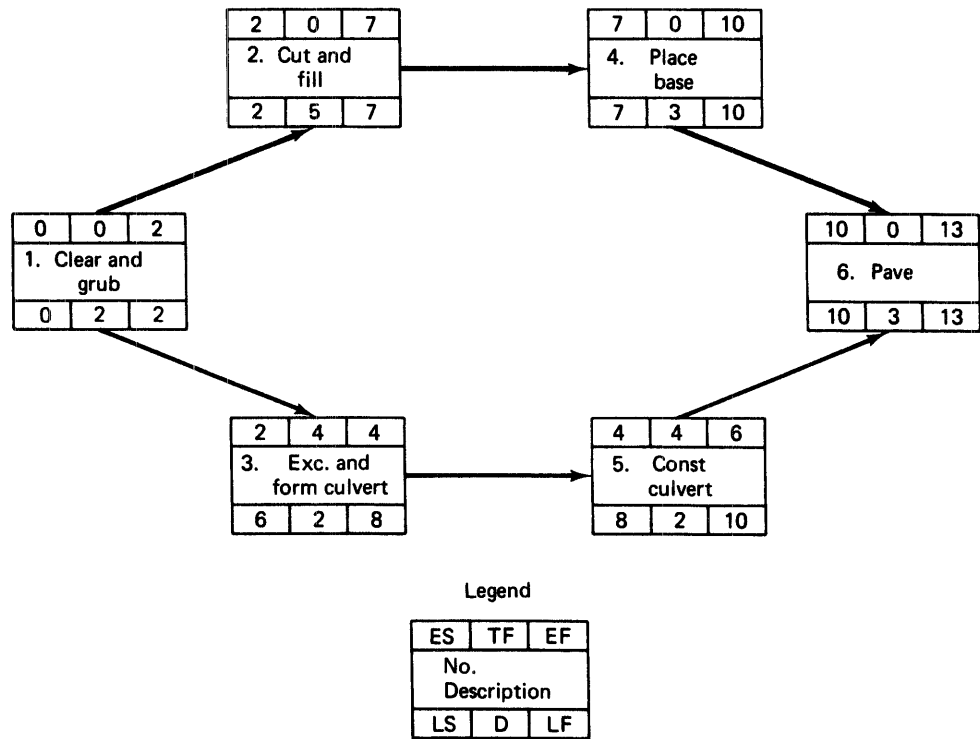 2 0 7
2. Cut and
fill
2 5 7
7 0 10
4. Place
base
7 3 10
0 0 2
1. Clear and
grub
0 2 2
10 0 13
6. Pave
10 3 13
2 4 4
3. Exc. and
form culvert
6 2 8
4 4 6
5. Const
culvert
8 2 10
Legend
ES TF EF
No.
Description
LS D LF